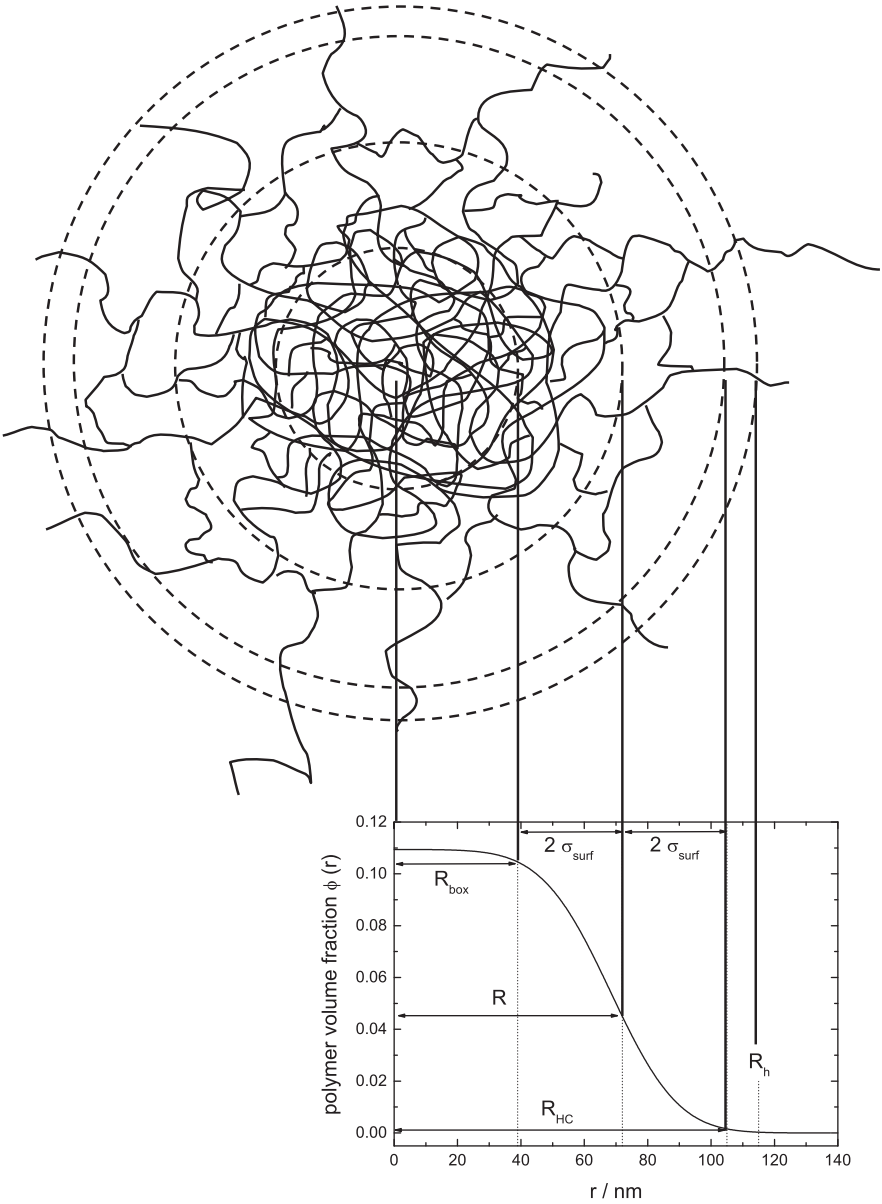 0.12
0.10
0.08
0.06
0.04
0.02
0.00
polymer volume fraction ϕ (r)
2 σsurf
2 σsurf
Rbox
R
Rh
RHC
0 20 40 60 80 100 120 140
r / nm